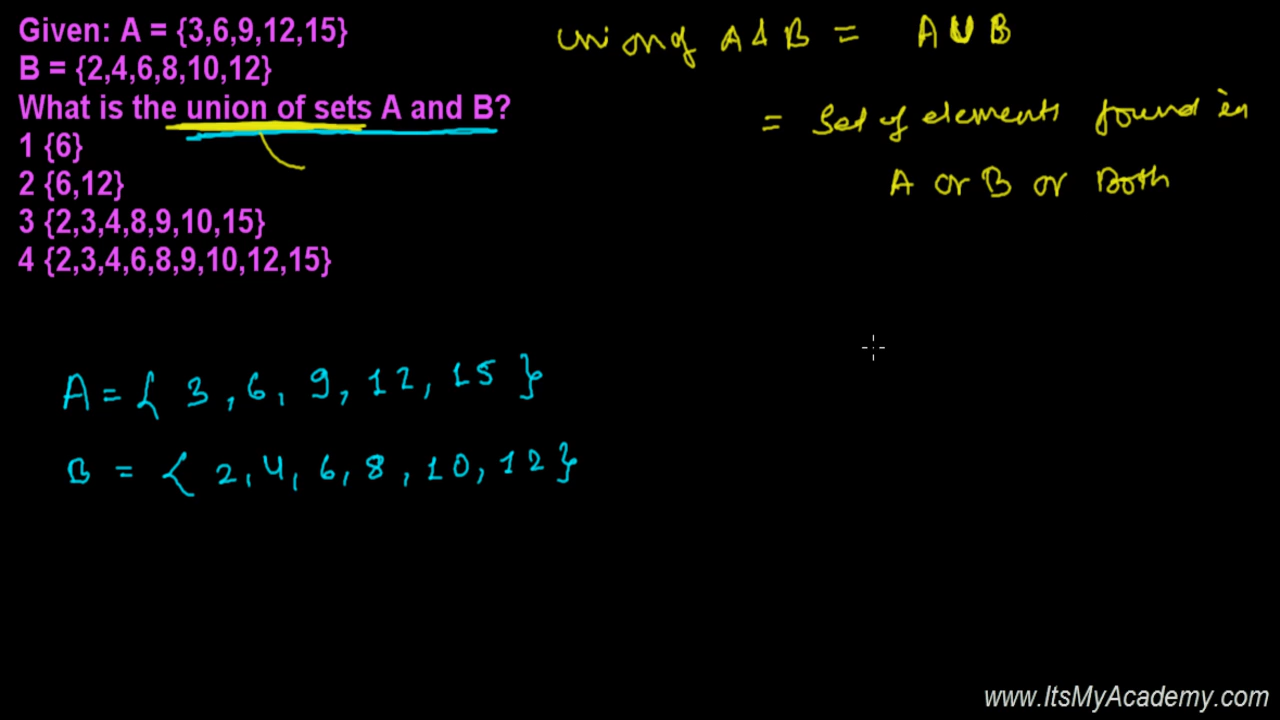 Given: A = {3,6,9,12,15}
B = {2,4,6,8,10,12}
What is the union of sets A and B?
1 {6}
2 {6,12}
3 {2,3,4,8,9,10,15}
4 {2,3,4,6,8,9,10,12,15}
union of A & B = A U B
= Set of elements found in
A or B or Both
A = { 3, 6, 9, 12, 15 }
B = { 2, 4, 6, 8, 10, 12 }
www.ItsMyAcademy.com